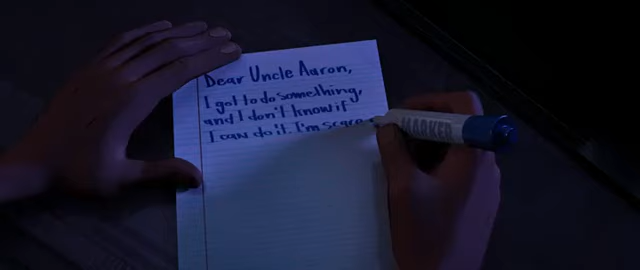 Dear Uncle Aaron,
I got to do something,
and I don't know if
I can do it. I'm scare
MARKER